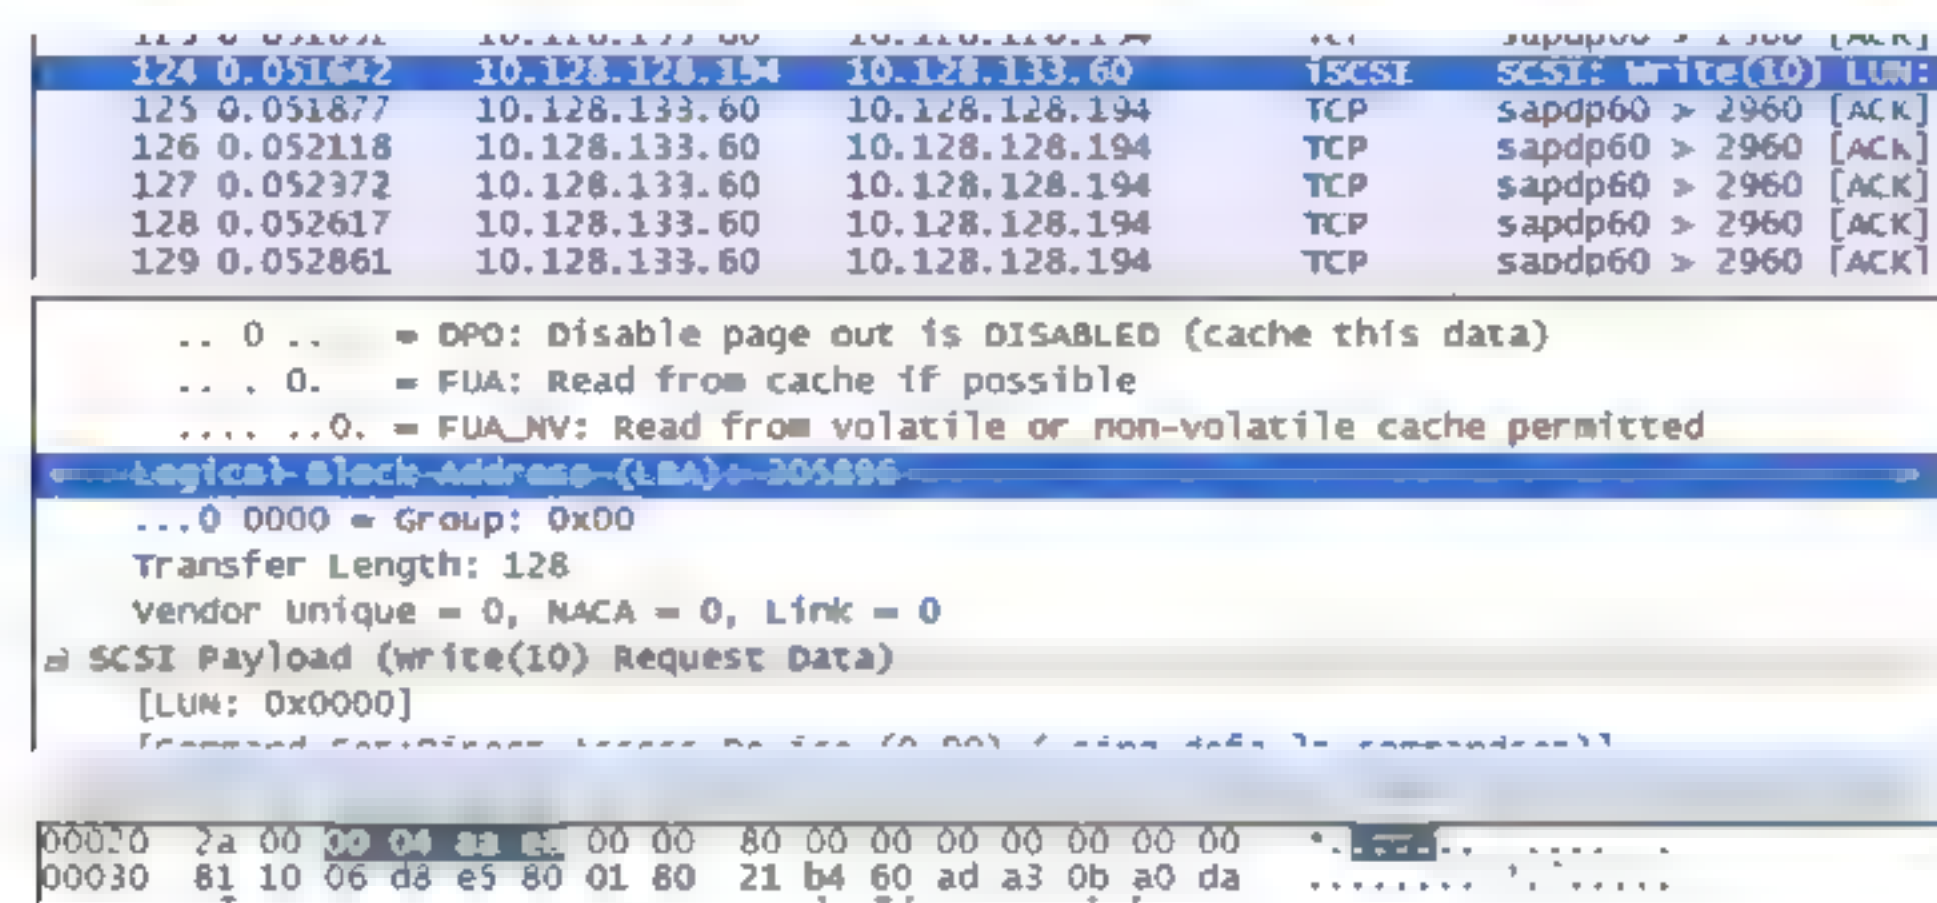 124 0.051642 10.128.128.194 10.128.133.60 iSCSI SCSI: Write(10) LUN:
125 0.051877 10.128.133.60 10.128.128.194 TCP sapdp60 > 2960 [ACK]
126 0.052118 10.128.133.60 10.128.128.194 TCP sapdp60 > 2960 [ACK]
127 0.052372 10.128.133.60 10.128.128.194 TCP sapdp60 > 2960 [ACK]
128 0.052617 10.128.133.60 10.128.128.194 TCP sapdp60 > 2960 [ACK]
129 0.052861 10.128.133.60 10.128.128.194 TCP sapdp60 > 2960 [ACK]
.. 0 .. = DPO: Disable page out is DISABLED (cache this data)
.. . 0. = FUA: Read from cache if possible
.... ..0. = FUA_NV: Read from volatile or non-volatile cache permitted
Logical Block Address (LBA):
...0 0000 = Group: 0x00
Transfer Length: 128
Vendor Unique = 0, NACA = 0, Link = 0
SCSI Payload (Write(10) Request Data)
[LUN: 0x0000]
2a 00 00 04 00 00 80 00 00 00 00 00 00 00
00030 81 10 06 d8 e5 80 01 80 21 b4 60 ad a3 0b a0 da